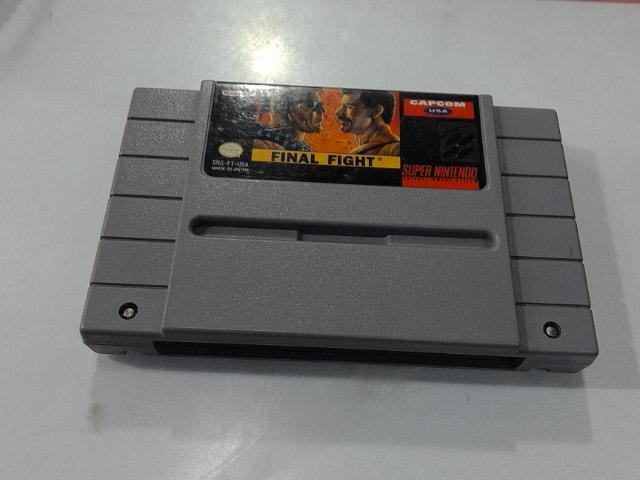 CAPCOM
USA
FINAL FIGHT®
SNS-FT-USA
MADE IN JAPAN
SUPER NINTENDO